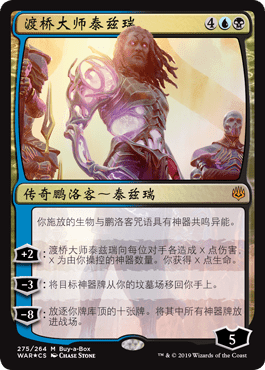 渡桥大师泰兹瑞 4
传奇鹏洛客～泰兹瑞
你施放的生物与鹏洛客咒语具有神器共鸣异能。
+2: 渡桥大师泰兹瑞向每位对手各造成 X 点伤害,
X 为由你操控的神器数量。你获得 X 点生命。
-3: 将目标神器牌从你的坟墓场移回你手上。
-8: 放逐你牌库顶的十张牌。将其中所有神器牌放
进战场。
5
275/264 M Buy-a-Box
WAR★CS CHASE STONE
™ & © 2019 Wizards of the Coast